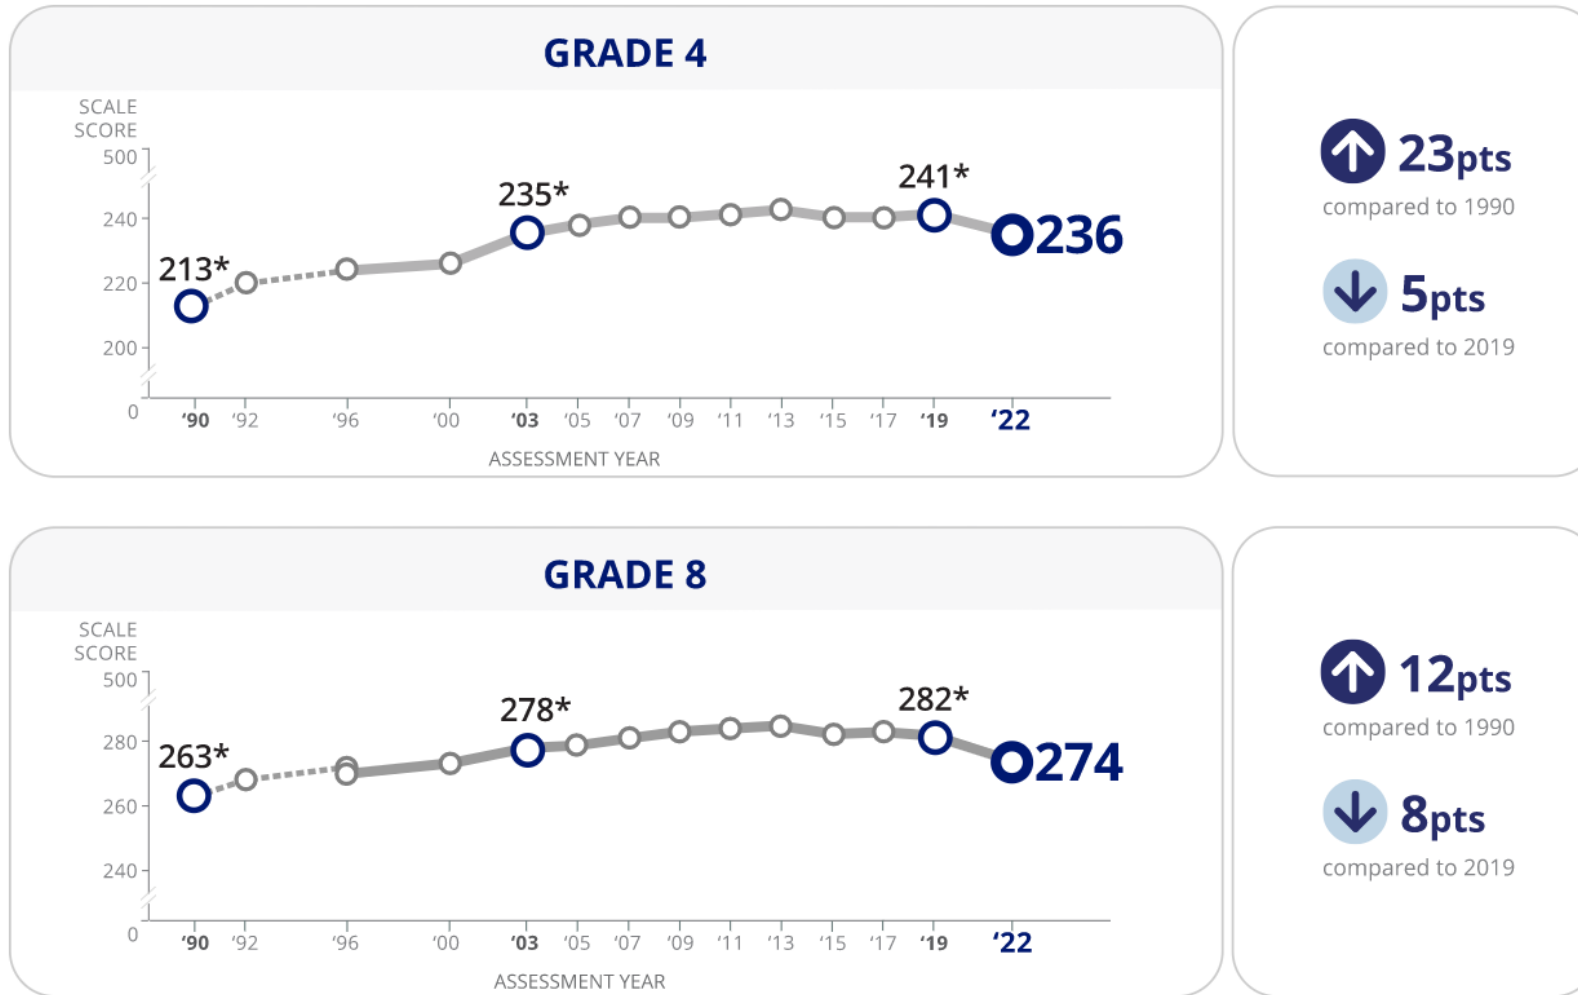 GRADE 4
SCALE
SCORE
500
240
220
200
0
213*
235*
241*
236
‘90 ‘92 ‘96 ‘00 ‘03 ‘05 ‘07 ‘09 ‘11 ‘13 ‘15 ‘17 ‘19 ‘22
ASSESSMENT YEAR
23pts
compared to 1990
5pts
compared to 2019
GRADE 8
SCALE
SCORE
500
280
260
240
0
263*
278*
282*
274
‘90 ‘92 ‘96 ‘00 ‘03 ‘05 ‘07 ‘09 ‘11 ‘13 ‘15 ‘17 ‘19 ‘22
ASSESSMENT YEAR
12pts
compared to 1990
8pts
compared to 2019